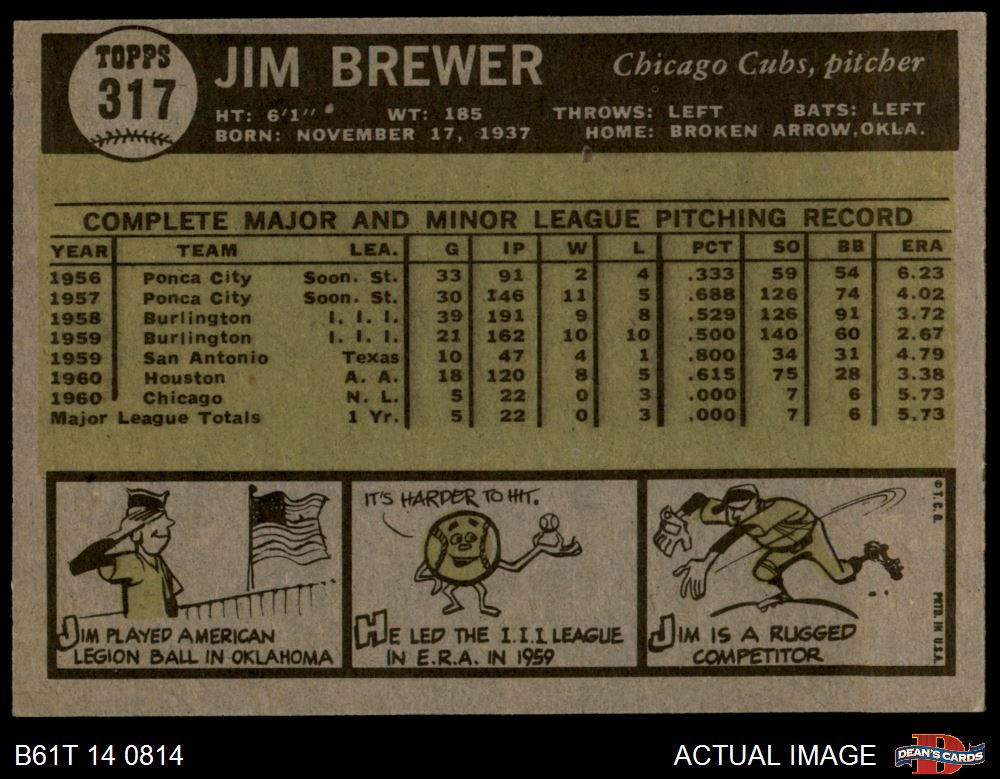 TOPPS
317
JIM BREWER
Chicago Cubs, pitcher
HT: 6'1" WT: 185 THROWS: LEFT BATS: LEFT
BORN: NOVEMBER 17, 1937 HOME: BROKEN ARROW, OKLA.
COMPLETE MAJOR AND MINOR LEAGUE PITCHING RECORD
YEAR TEAM LEA. G IP W L PCT SO BB ERA
1956 Ponca City Soon. St. 33 91 2 4 .333 59 54 6.23
1957 Ponca City Soon. St. 30 146 11 5 .688 126 74 4.02
1958 Burlington I. I. I. 39 191 9 8 .529 126 91 3.72
1959 Burlington I. I. I. 21 162 10 10 .500 140 60 2.67
1959 San Antonio Texas 10 47 4 1 .800 34 31 4.79
1960 Houston A. A. 18 120 8 5 .615 75 28 3.38
1960 Chicago N. L. 5 22 0 3 .000 7 6 5.73
Major League Totals 1 Yr. 5 22 0 3 .000 7 6 5.73
JIM PLAYED AMERICAN
LEGION BALL IN OKLAHOMA
IT'S HARDER TO HIT.
HE LED THE I.I.I. LEAGUE
IN E.R.A. IN 1959
JIM IS A RUGGED
COMPETITOR
© T. C. G.
PRTD. IN U.S.A.
B61T 14 0814
ACTUAL IMAGE
DEAN'S CARDS